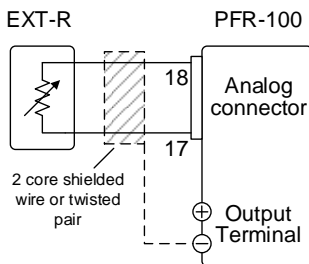 EXT-R
PFR-100
18
Analog
connector
17
2 core shielded
wire or twisted
pair
+
Output
Terminal
-